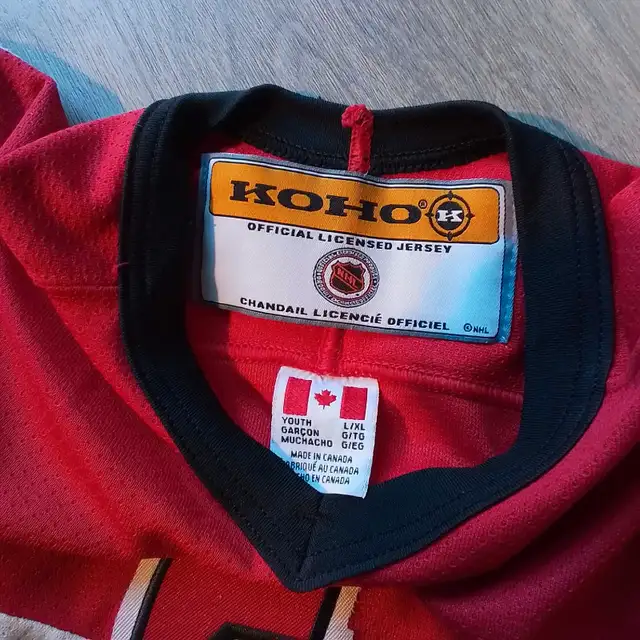 KOHO® K
OFFICIAL LICENSED JERSEY
NHL
CHANDAIL LICENCIÉ OFFICIEL ©NHL
YOUTH L/XL
GARÇON G/TG
MUCHACHO G/EG
MADE IN CANADA
FABRIQUÉ AU CANADA
EN CANADA